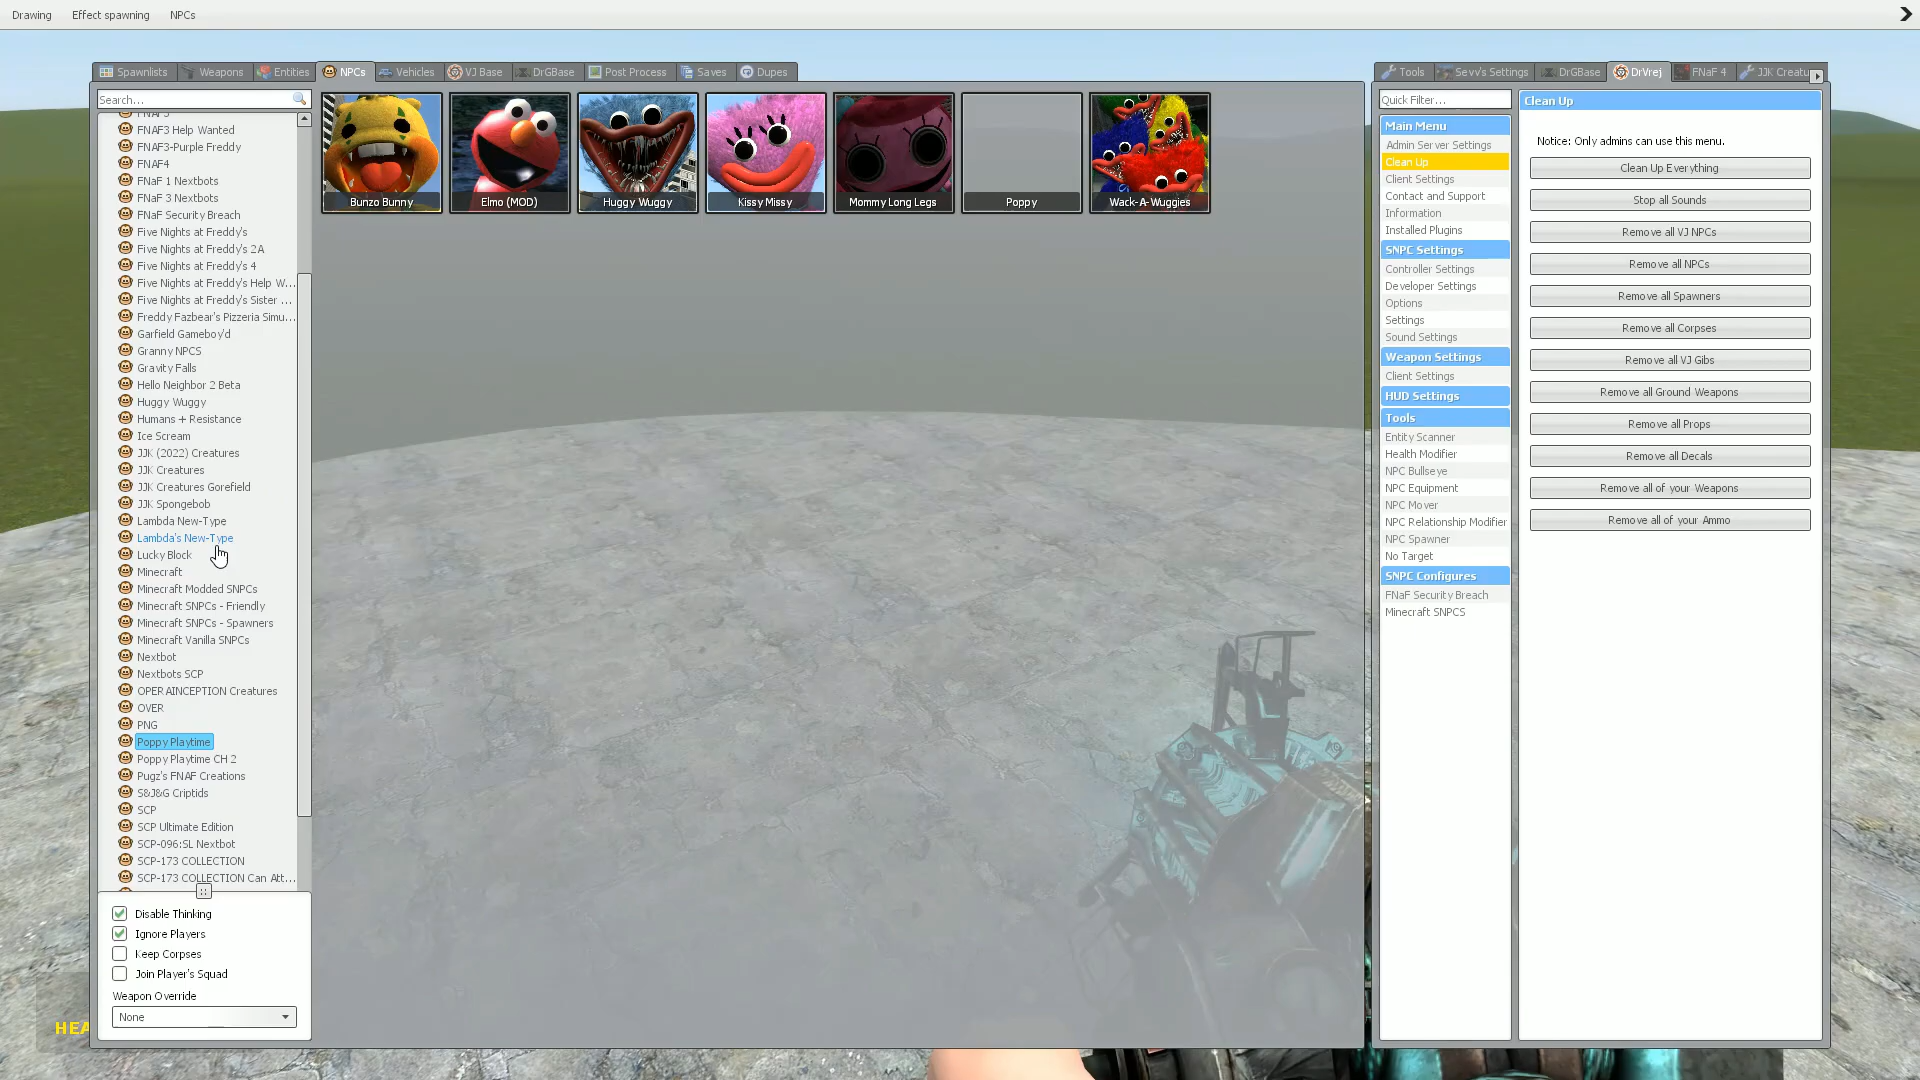 Drawing Effect spawning NPCs
Spawnlists Weapons Entities NPCs Vehicles VJ Base DrGBase Post Process Saves Dupes
Search...
FNAF3
FNAF3 Help Wanted
FNAF3-Purple Freddy
FNAF4
FNaF 1 Nextbots
FNaF 3 Nextbots
FNaF Security Breach
Five Nights at Freddy's
Five Nights at Freddy's 2A
Five Nights at Freddy's 4
Five Nights at Freddy's Help W...
Five Nights at Freddy's Sister ...
Freddy Fazbear's Pizzeria Simu...
Garfield Gameboy'd
Granny NPCS
Gravity Falls
Hello Neighbor 2 Beta
Huggy Wuggy
Humans + Resistance
Ice Scream
JJK (2022) Creatures
JJK Creatures
JJK Creatures Gorefield
JJK Spongebob
Lambda New-Type
Lambda's New-Type
Lucky Block
Minecraft
Minecraft Modded SNPCs
Minecraft SNPCs - Friendly
Minecraft SNPCs - Spawners
Minecraft Vanilla SNPCs
Nextbot
Nextbots SCP
OPERAINCEPTION Creatures
OVER
PNG
Poppy Playtime
Poppy Playtime CH 2
Pugz's FNAF Creations
S&J&G Criptids
SCP
SCP Ultimate Edition
SCP-096:SL Nextbot
SCP-173 COLLECTION
SCP-173 COLLECTION Can Att...
Disable Thinking
Ignore Players
Keep Corpses
Join Player's Squad
Weapon Override
None
HEA
Bunzo Bunny Elmo (MOD) Huggy Wuggy Kissy Missy Mommy Long Legs Poppy Wack-A-Wuggies
Tools Sevv's Settings DrGBase DrVrej FNaF 4 JJK Creatu
Quick Filter...
Main Menu
Admin Server Settings
Clean Up
Client Settings
Contact and Support
Information
Installed Plugins
SNPC Settings
Controller Settings
Developer Settings
Options
Settings
Sound Settings
Weapon Settings
Client Settings
HUD Settings
Tools
Entity Scanner
Health Modifier
NPC Bullseye
NPC Equipment
NPC Mover
NPC Relationship Modifier
NPC Spawner
No Target
SNPC Configures
FNaF Security Breach
Minecraft SNPCS
Clean Up
Notice: Only admins can use this menu.
Clean Up Everything
Stop all Sounds
Remove all VJ NPCs
Remove all NPCs
Remove all Spawners
Remove all Corpses
Remove all VJ Gibs
Remove all Ground Weapons
Remove all Props
Remove all Decals
Remove all of your Weapons
Remove all of your Ammo